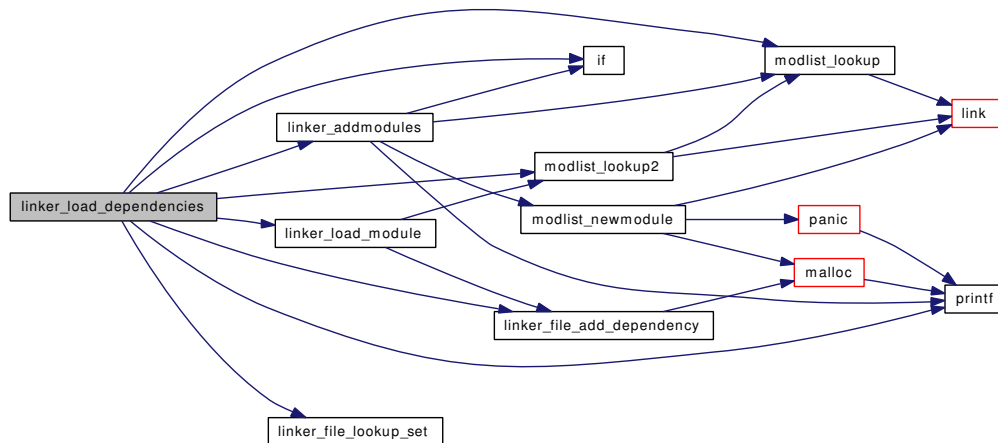 if
modlist_lookup
link
linker_addmodules
modlist_lookup2
linker_load_dependencies
modlist_newmodule
panic
linker_load_module
malloc
printf
linker_file_add_dependency
linker_file_lookup_set